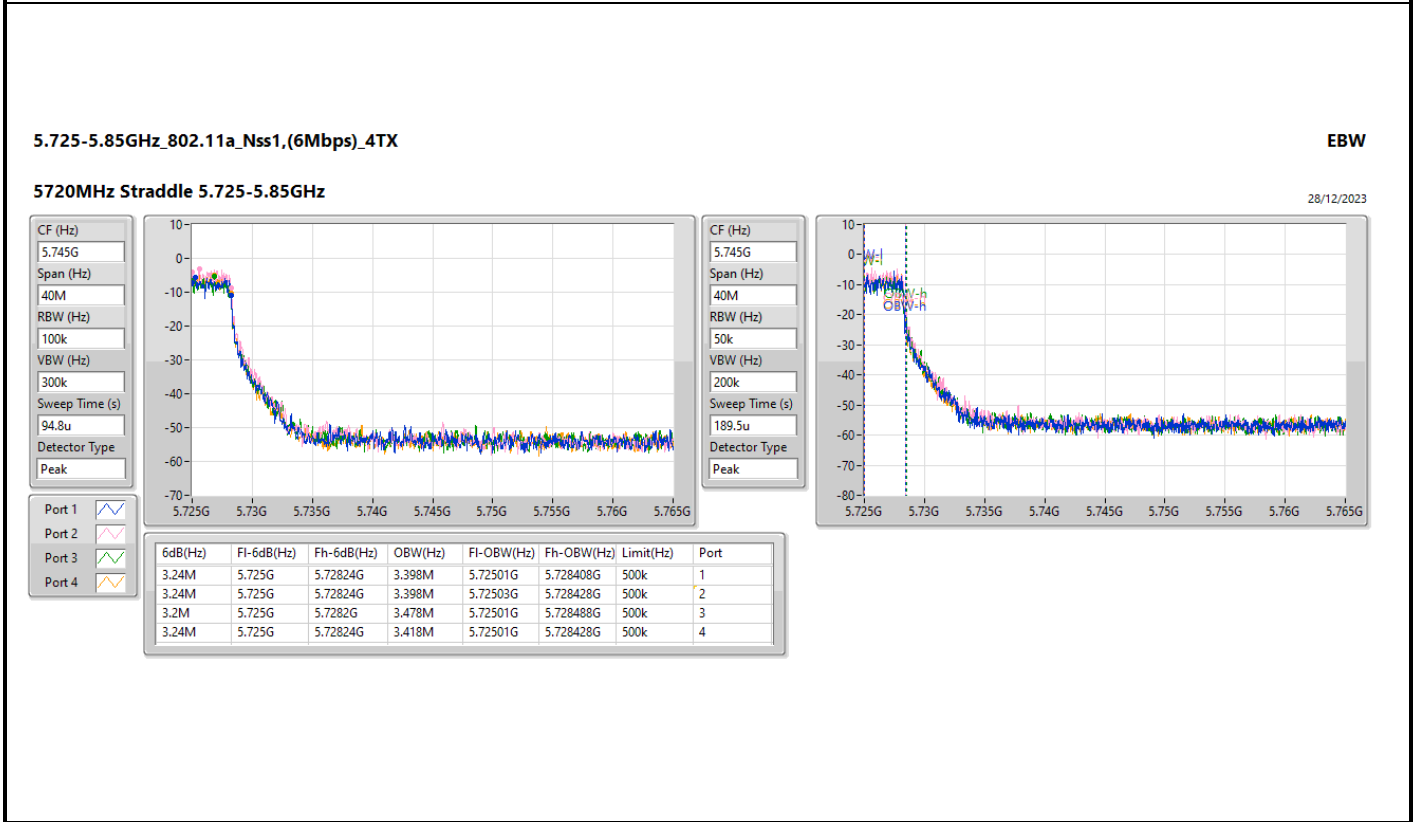 5.725-5.85GHz_802.11a_Nss1,(6Mbps)_4TX
EBW
5720MHz Straddle 5.725-5.85GHz
28/12/2023
CF (Hz)
5.745G
Span (Hz)
40M
RBW (Hz)
100k
VBW (Hz)
300k
Sweep Time (s)
94.8u
Detector Type
Peak
10
0
-10
-20
-30
-40
-50
-60
-70
5.725G 5.73G 5.735G 5.74G 5.745G 5.75G 5.755G 5.76G 5.765G
CF (Hz)
5.745G
Span (Hz)
40M
RBW (Hz)
50k
VBW (Hz)
200k
Sweep Time (s)
189.5u
Detector Type
Peak
10
0
-10
-20
-30
-40
-50
-60
-70
-80
W-l
OBW-h
OBW-h
5.725G 5.73G 5.735G 5.74G 5.745G 5.75G 5.755G 5.76G 5.765G
Port 1
Port 2
Port 3
Port 4
6dB(Hz) Fl-6dB(Hz) Fh-6dB(Hz) OBW(Hz) Fl-OBW(Hz) Fh-OBW(Hz) Limit(Hz) Port
3.24M 5.725G 5.72824G 3.398M 5.72501G 5.728408G 500k 1
3.24M 5.725G 5.72824G 3.398M 5.72503G 5.728428G 500k 2
3.2M 5.725G 5.7282G 3.478M 5.72501G 5.728488G 500k 3
3.24M 5.725G 5.72824G 3.418M 5.72501G 5.728428G 500k 4